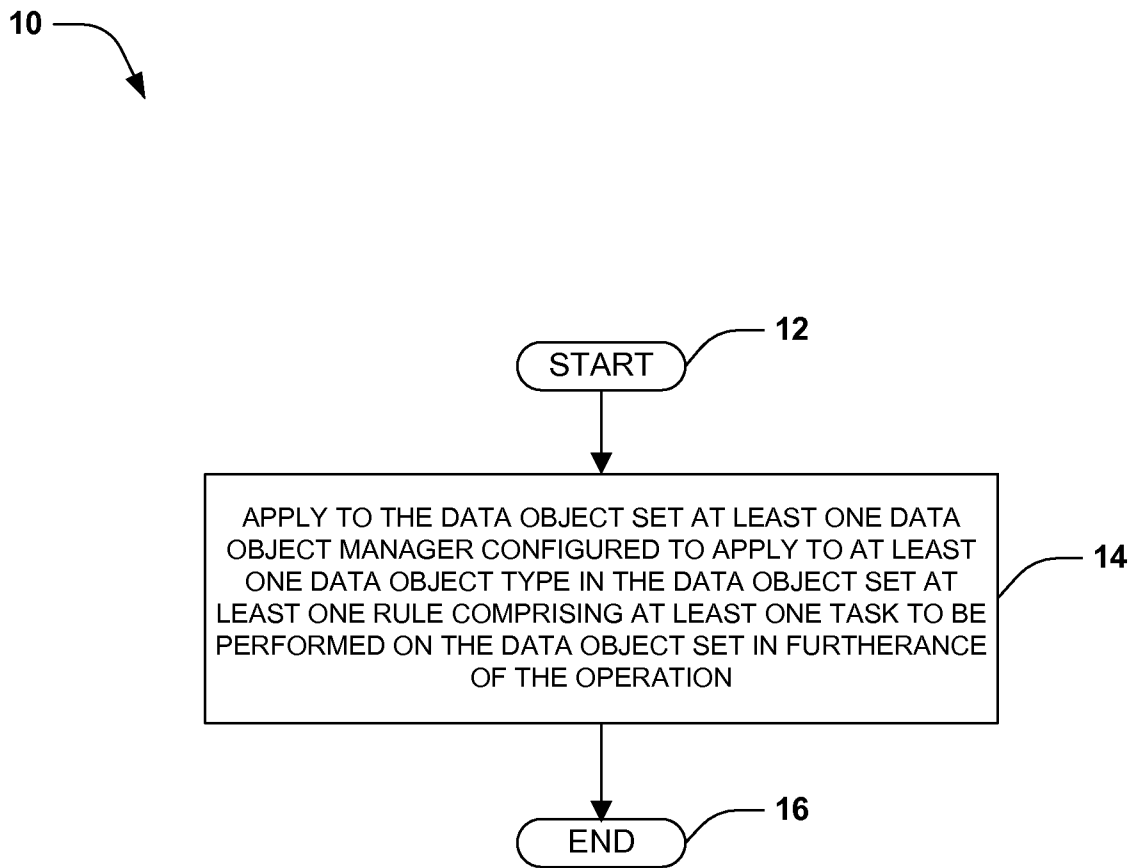 10
12
START
APPLY TO THE DATA OBJECT SET AT LEAST ONE DATA
OBJECT MANAGER CONFIGURED TO APPLY TO AT LEAST
ONE DATA OBJECT TYPE IN THE DATA OBJECT SET AT
LEAST ONE RULE COMPRISING AT LEAST ONE TASK TO BE
PERFORMED ON THE DATA OBJECT SET IN FURTHERANCE
OF THE OPERATION
14
16
END